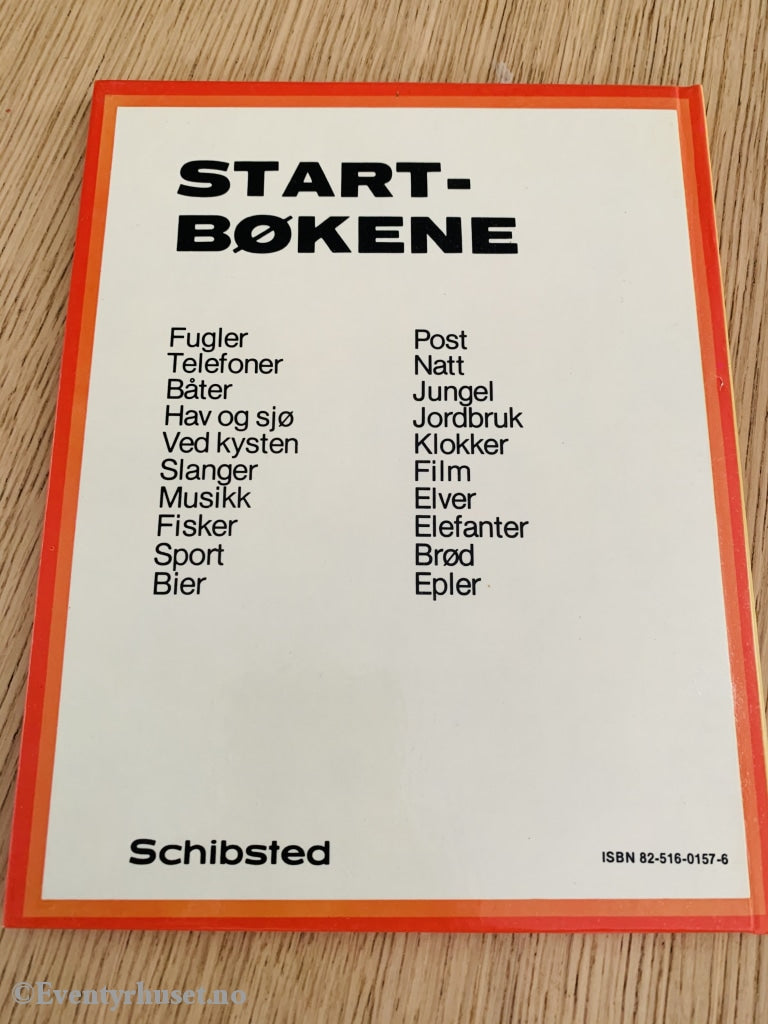 START-
BØKENE
Fugler
Telefoner
Båter
Hav og sjø
Ved kysten
Slanger
Musikk
Fisker
Sport
Bier
Post
Natt
Jungel
Jordbruk
Klokker
Film
Elver
Elefanter
Brød
Epler
Schibsted
ISBN 82-516-0157-6
©Eventyrhuset.no